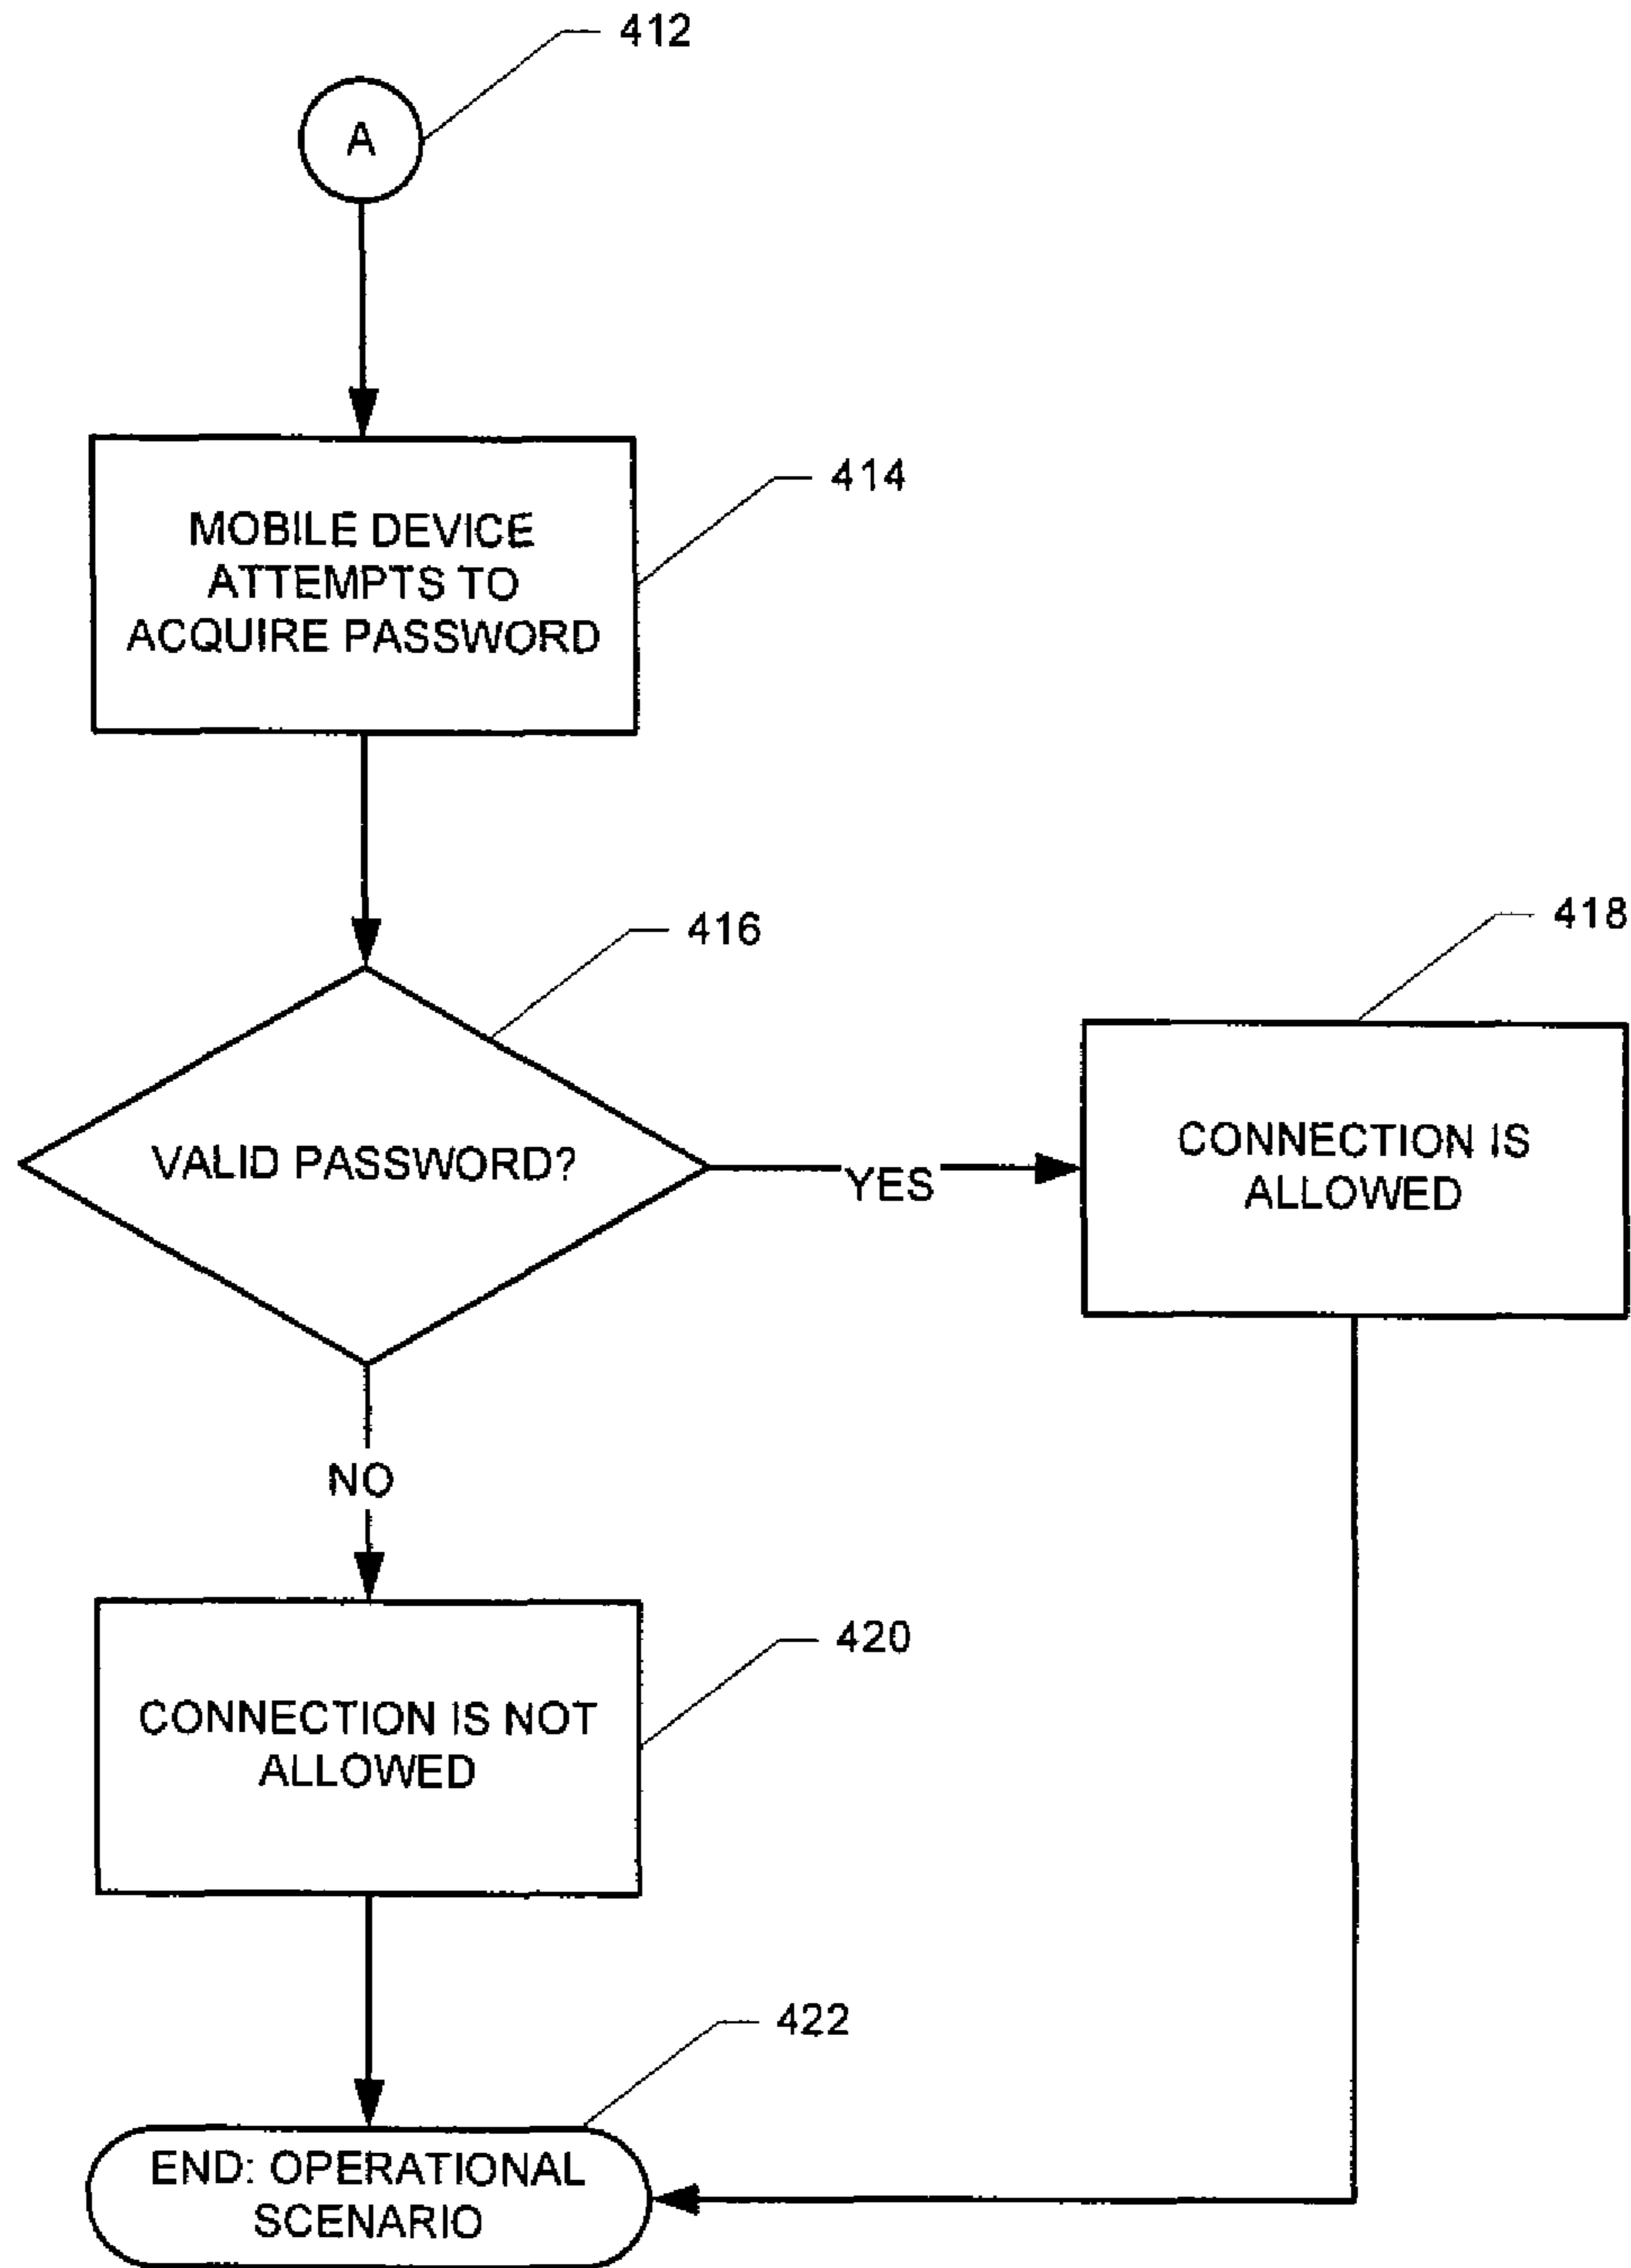 412
A
414
MOBILE DEVICE
ATTEMPTS TO
ACQUIRE PASSWORD
416
418
VALID PASSWORD?
YES
CONNECTION IS
ALLOWED
NO
420
CONNECTION IS NOT
ALLOWED
422
END: OPERATIONAL
SCENARIO